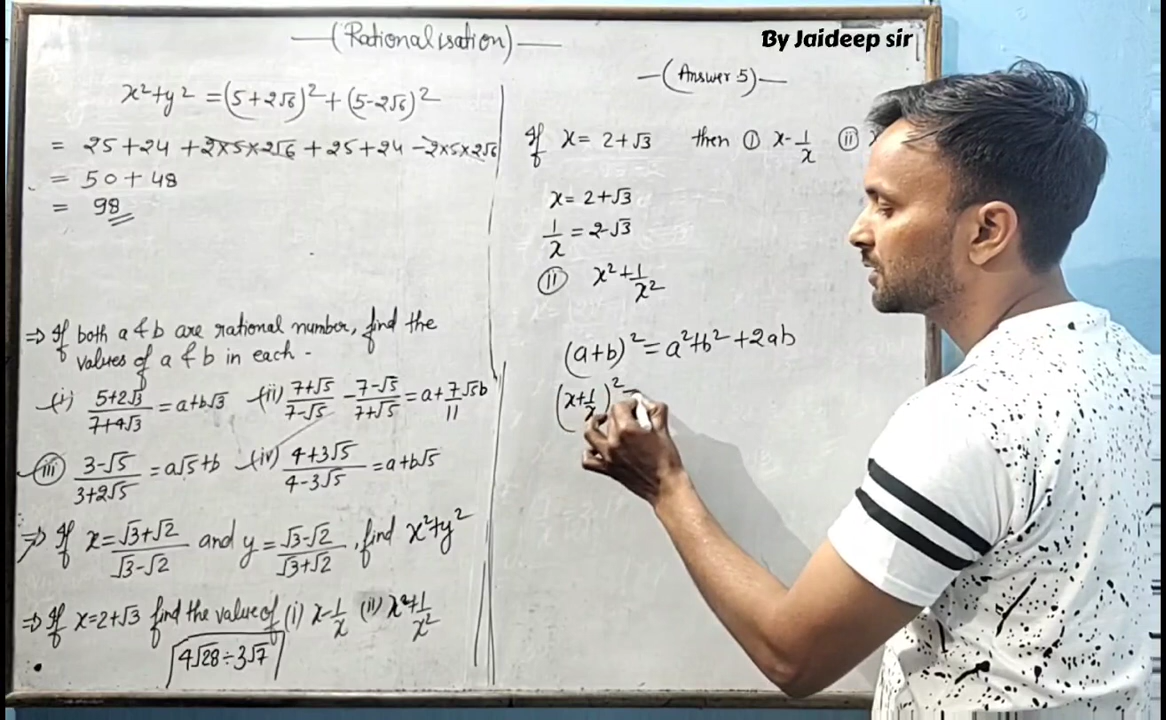 (Rationalisation)
By Jaideep sir
x²+y² = (5+2√6)² + (5-2√6)²
= 25+24 +2×5×2√6 + 25+24 -2×5×2√6
= 50 + 48
= 98
⇒ If both a & b are rational number, find the
values of a & b in each -
(i) 5+2√3/7+4√3 = a+b√3 (ii) 7+√5/7-√5 - 7-√5/7+√5 = a+7/11√5b
(iii) 3-√5/3+2√5 = a√5+b (iv) 4+3√5/4-3√5 = a+b√5
⇒ If x = √3+√2/√3-√2 and y = √3-√2/√3+√2, find x²+y²
⇒ If x=2+√3 find the value of (i) x-1/x (ii) x²+1/x²
4√28÷3√7
(Answer 5)
If x = 2+√3 then (i) x-1/x (ii) x
x = 2+√3
1/x = 2-√3
(ii) x²+1/x²
(a+b)² = a²+b²+2ab
(x+1/x)² =